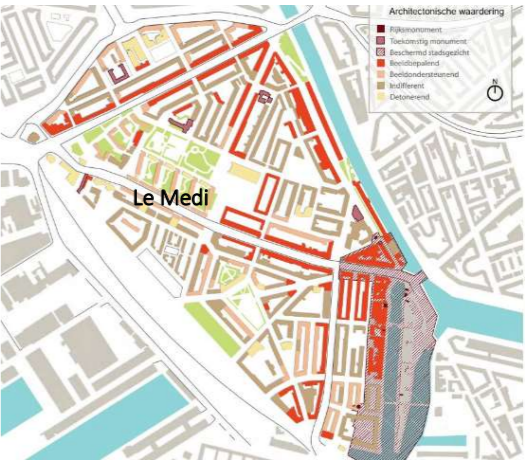 Architectonische waardering
Rijksmonument
Toekomstig monument
Beschermd stadsgezicht
Beeldbepalend
Beeldondersteunend
Indifferent
Detonerend
N
Le Medi